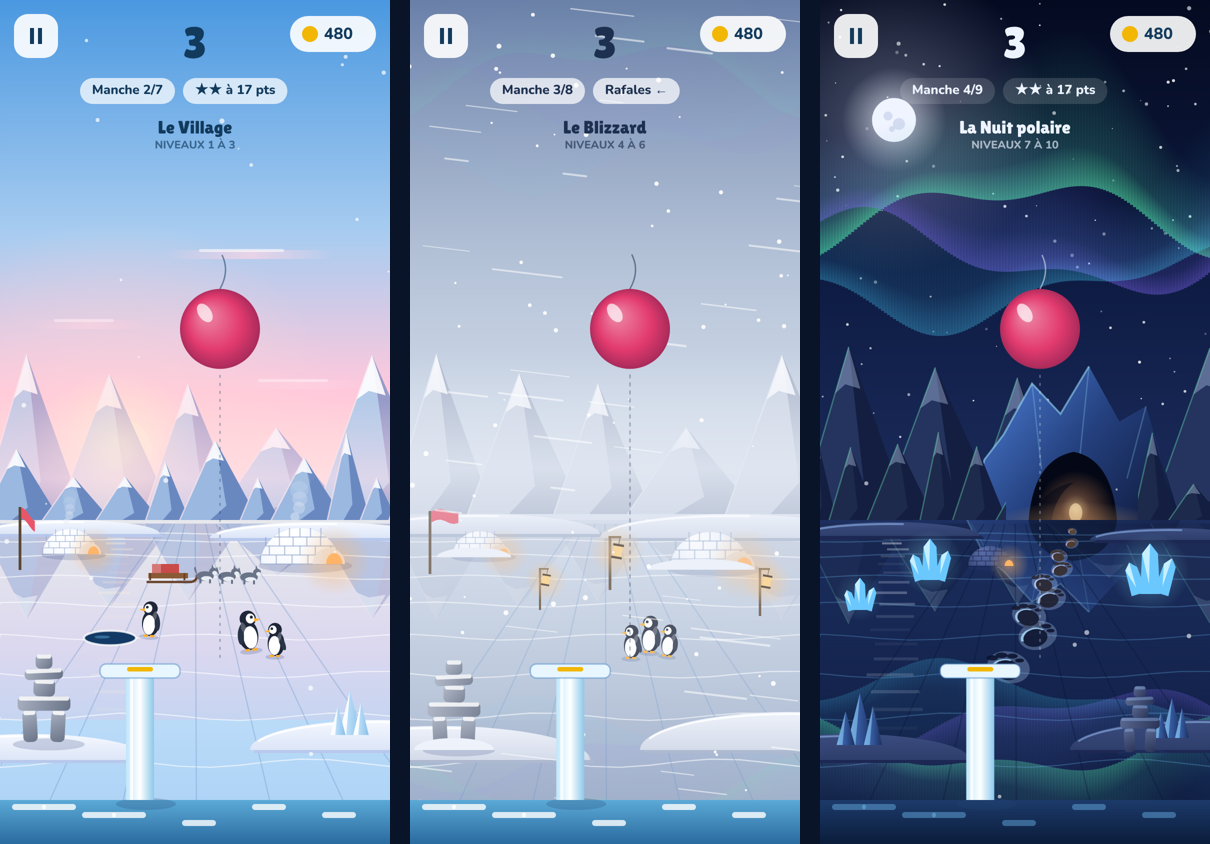 3
480
Manche 2/7
★★ à 17 pts
Le Village
NIVEAUX 1 À 3
3
480
Manche 3/8
Rafales ←
Le Blizzard
NIVEAUX 4 À 6
3
480
Manche 4/9
★★ à 17 pts
La Nuit polaire
NIVEAUX 7 À 10